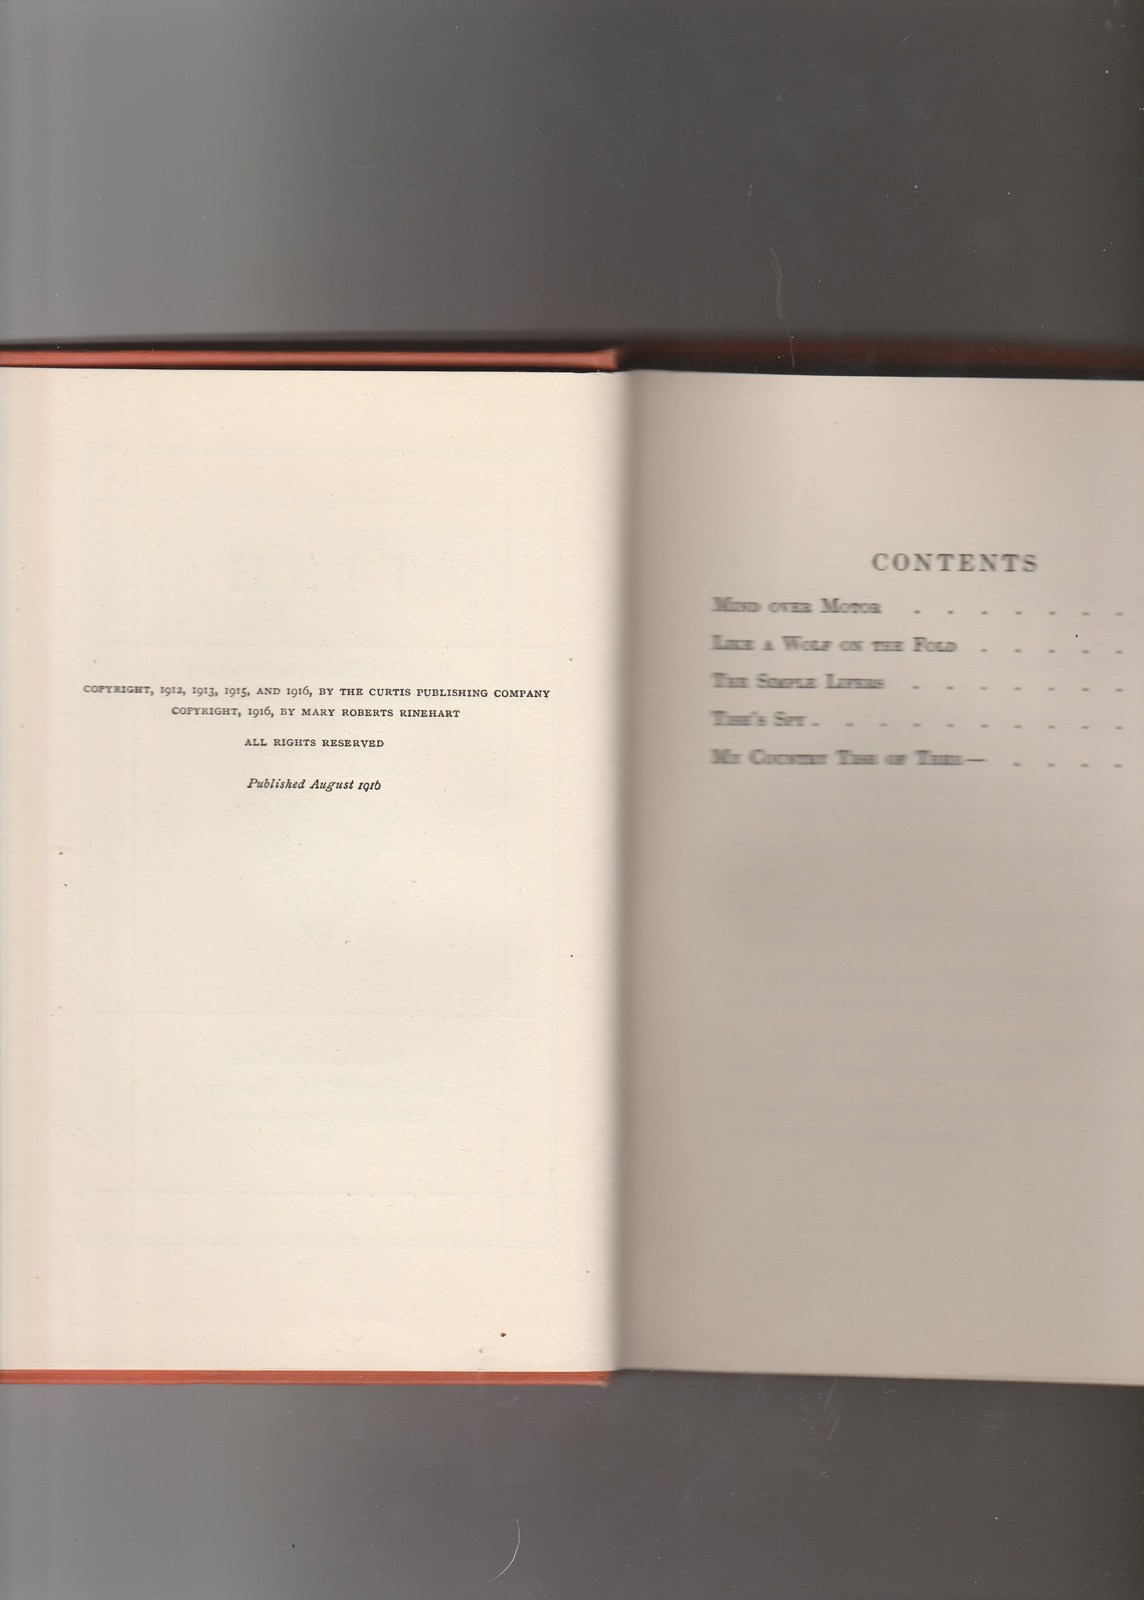 COPYRIGHT, 1912, 1913, 1915, AND 1916, BY THE CURTIS PUBLISHING COMPANY
COPYRIGHT, 1916, BY MARY ROBERTS RINEHART
ALL RIGHTS RESERVED
Published August 1916
CONTENTS
Mind over Motor . . . . . . .
Like a Wolf on the Fold . . . . .
The Simple Lifers . . . . . . .
Tish's Spy . . . . . . . . . .
My Country Tish of Thee— . . . .